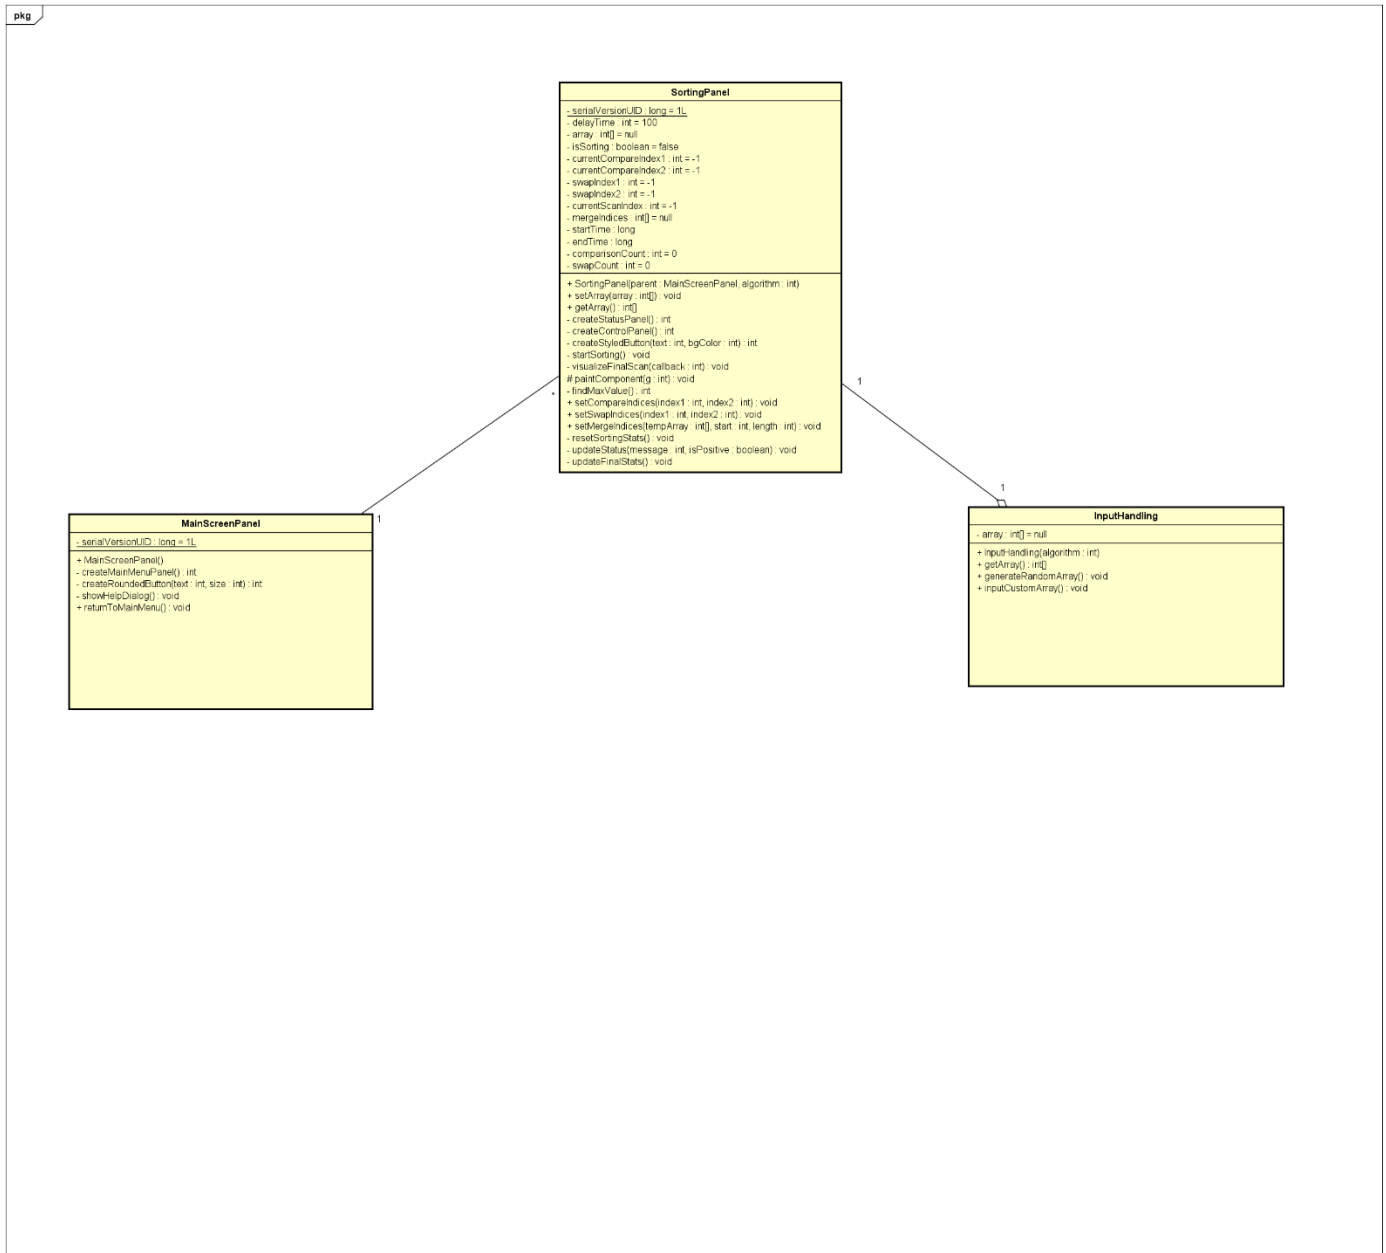 pkg
SortingPanel
- serialVersionUID : long = 1L
- delayTime : int = 100
- array : int[] = null
- isSorting : boolean = false
- currentCompareIndex1 : int = -1
- currentCompareIndex2 : int = -1
- swapIndex1 : int = -1
- swapIndex2 : int = -1
- currentScanIndex : int = -1
- mergeIndices : int[] = null
- startTime : long
- endTime : long
- comparisonCount : int = 0
- swapCount : int = 0
+ SortingPanel(parent : MainScreenPanel, algorithm : int)
+ setArray(array : int[]) : void
+ getArray() : int[]
- createStatusPanel() : int
- createControlPanel() : int
- createStyledButton(text : int, bgColor : int) : int
- startSorting() : void
- visualizeFinalScan(callback : int) : void
# paintComponent(g : int) : void
- findMaxValue() : int
+ setCompareIndices(index1 : int, index2 : int) : void
+ setSwapIndices(index1 : int, index2 : int) : void
+ setMergeIndices(tempArray : int[], start : int, length : int) : void
- resetSortingStats() : void
- updateStatus(message : int, isPositive : boolean) : void
- updateFinalStats() : void
*
1
1
1
MainScreenPanel
- serialVersionUID : long = 1L
+ MainScreenPanel()
- createMainMenuPanel() : int
- createRoundedButton(text : int, size : int) : int
- showHelpDialog() : void
+ returnToMainMenu() : void
InputHandling
- array : int[] = null
+ InputHandling(algorithm : int)
+ getArray() : int[]
+ generateRandomArray() : void
+ inputCustomArray() : void